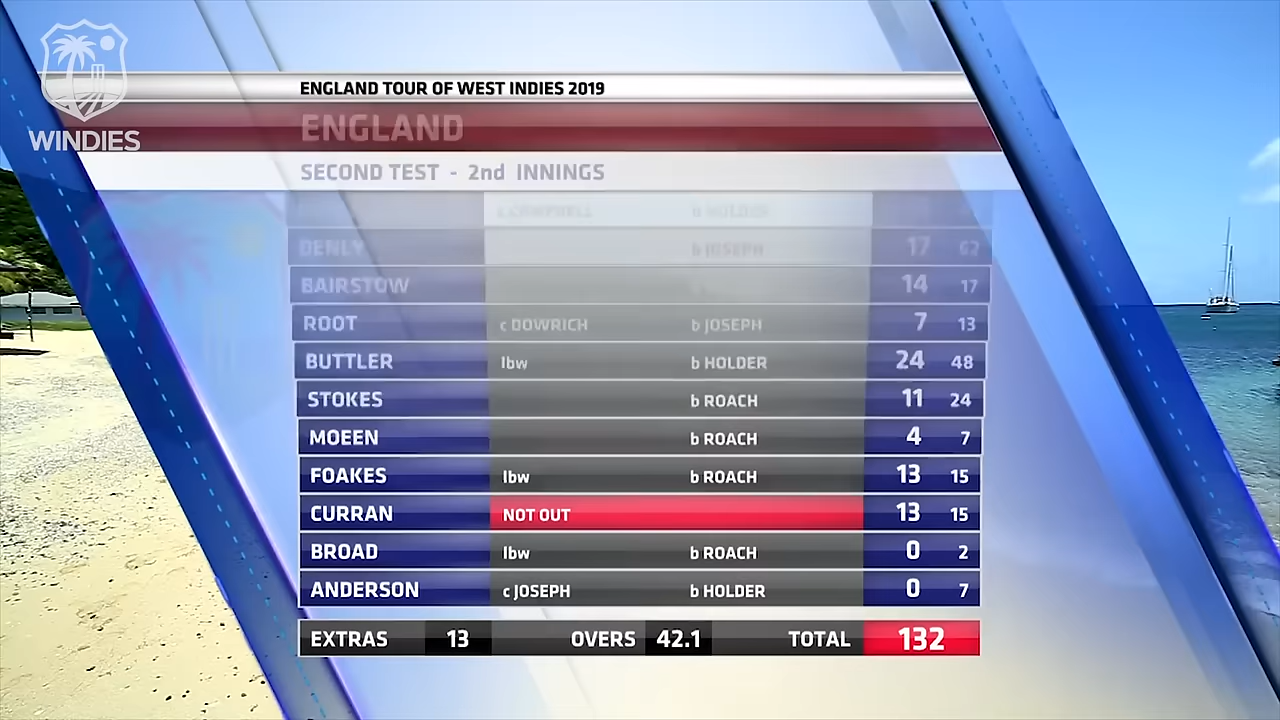 WINDIES
ENGLAND TOUR OF WEST INDIES 2019
ENGLAND
SECOND TEST - 2nd INNINGS
c CAMPBELL b HOLDER
DENLY b JOSEPH 17 62
BAIRSTOW 14 17
ROOT c DOWRICH b JOSEPH 7 13
BUTTLER lbw b HOLDER 24 48
STOKES b ROACH 11 24
MOEEN b ROACH 4 7
FOAKES lbw b ROACH 13 15
CURRAN NOT OUT 13 15
BROAD lbw b ROACH 0 2
ANDERSON c JOSEPH b HOLDER 0 7
EXTRAS 13 OVERS 42.1 TOTAL 132